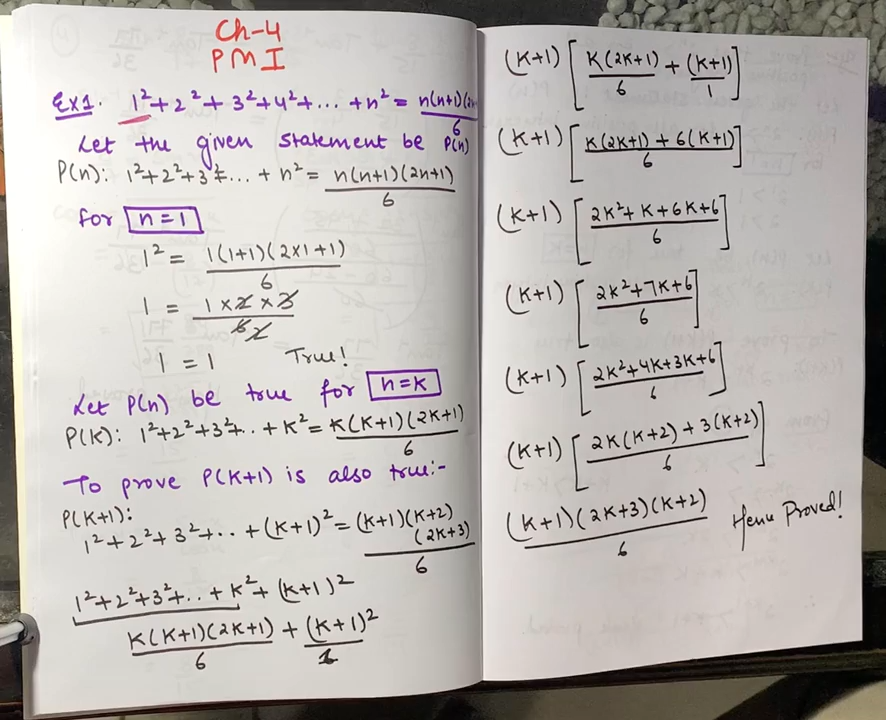 Ch-4
PMI
Ex1. 1² + 2² + 3² + 4² + ... + n² = n(n+1)(2n
6
Let the given statement be P(n)
P(n): 1² + 2² + 3² + ... + n² = n(n+1)(2n+1)
6
for n=1
1² = 1(1+1)(2×1+1)
6
1 = 1 × 2 × 3
6 2
1 = 1 True!
Let P(n) be true for n=k
P(K): 1² + 2² + 3² + .. + K² = K(K+1)(2K+1)
6
To prove P(K+1) is also true:-
P(K+1):
1² + 2² + 3² + .. + (K+1)² = (K+1)(K+2)
(2K+3)
6
1² + 2² + 3² + .. + K² + (K+1)²
K(K+1)(2K+1) + (K+1)²
6 1
(K+1) [K(2K+1) + (K+1)]
6 1
(K+1) [K(2K+1) + 6(K+1)]
6
(K+1) [2K² + K + 6K + 6]
6
(K+1) [2K² + 7K + 6]
6
(K+1) [2K² + 4K + 3K + 6]
6
(K+1) [2K(K+2) + 3(K+2)]
6
(K+1)(2K+3)(K+2) Hence Proved!
6